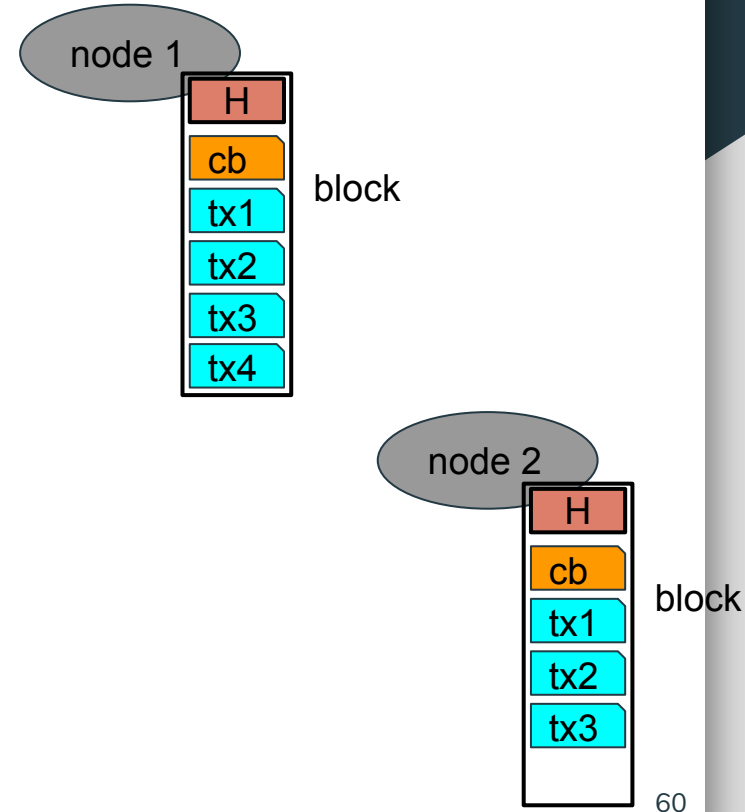 node 1
H
cb
block
tx1
tx2
tx3
tx4
node 2
H
cb
block
tx1
tx2
tx3
60